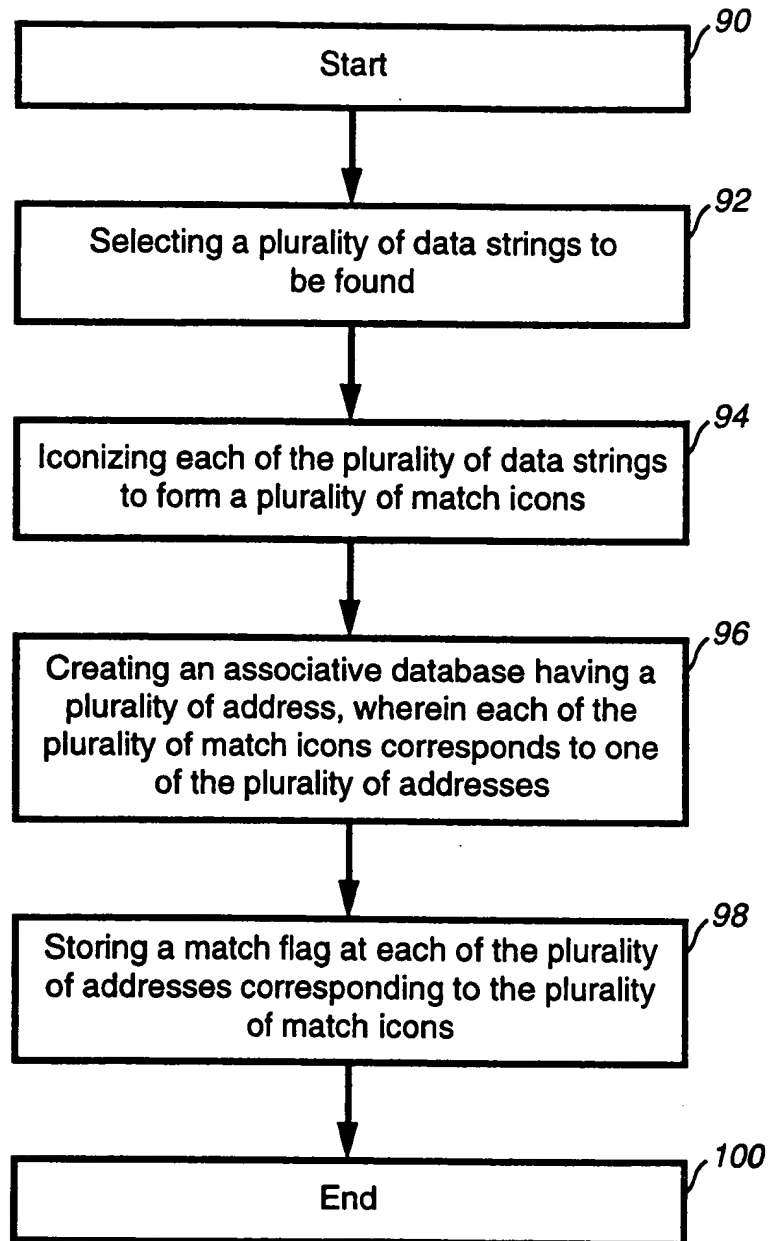 90
Start
92
Selecting a plurality of data strings to
be found
94
Iconizing each of the plurality of data strings
to form a plurality of match icons
96
Creating an associative database having a
plurality of address, wherein each of the
plurality of match icons corresponds to one
of the plurality of addresses
98
Storing a match flag at each of the plurality
of addresses corresponding to the plurality
of match icons
100
End